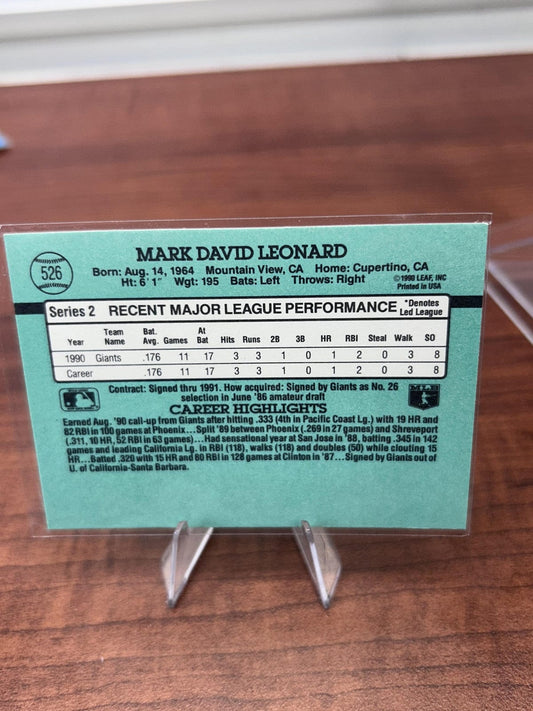 526
MARK DAVID LEONARD
Born: Aug. 14, 1964 Mountain View, CA Home: Cupertino, CA
Ht: 6' 1" Wgt: 195 Bats: Left Throws: Right
©1990 LEAF, INC
Printed in USA
Series 2 RECENT MAJOR LEAGUE PERFORMANCE *Denotes Led League
Year Team Name Bat. Avg. Games At Bat Hits Runs 2B 3B HR RBI Steal Walk SO
1990 Giants .176 11 17 3 3 1 0 1 2 0 3 8
Career .176 11 17 3 3 1 0 1 2 0 3 8
Contract: Signed thru 1991. How acquired: Signed by Giants as No. 26
selection in June '86 amateur draft
MLB
CAREER HIGHLIGHTS
Earned Aug. '90 call-up from Giants after hitting .333 (4th in Pacific Coast Lg.) with 19 HR and
82 RBI in 100 games at Phoenix...Split '89 between Phoenix (.269 in 27 games) and Shreveport
(.311, 10 HR, 52 RBI in 63 games)...Had sensational year at San Jose in '88, batting .345 in 142
games and leading California Lg. in RBI (118), walks (118) and doubles (50) while clouting 15
HR...Batted .320 with 15 HR and 80 RBI in 128 games at Clinton in '87...Signed by Giants out of
U. of California-Santa Barbara.